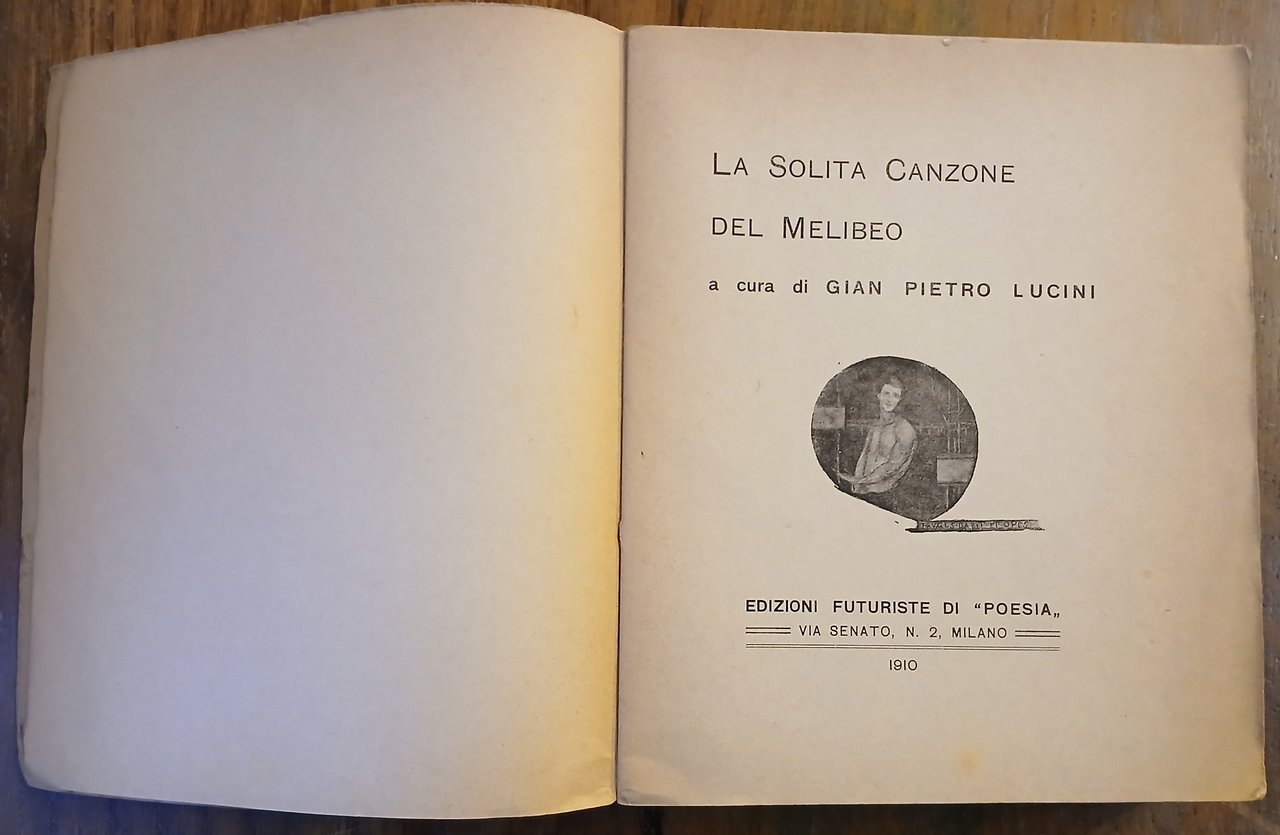 LA SOLITA CANZONE
DEL MELIBEO
a cura di GIAN PIETRO LUCINI
EDIZIONI FUTURISTE DI "POESIA„
VIA SENATO, N. 2, MILANO
1910